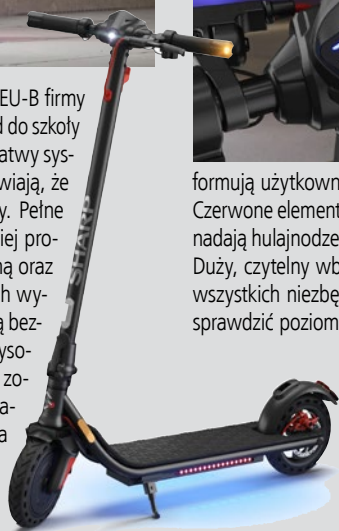 EU-B firmy
d do szkoły
atwy sys-
wiają, że
y. Pełne
iej pro-
ną oraz
h wy-
ą bez-
yso-
zo-
a-
a
SHARP
formują użytkown
Czerwone element
nadają hulajnodze
Duży, czytelny wb
wszystkich niezbę
sprawdzić poziom